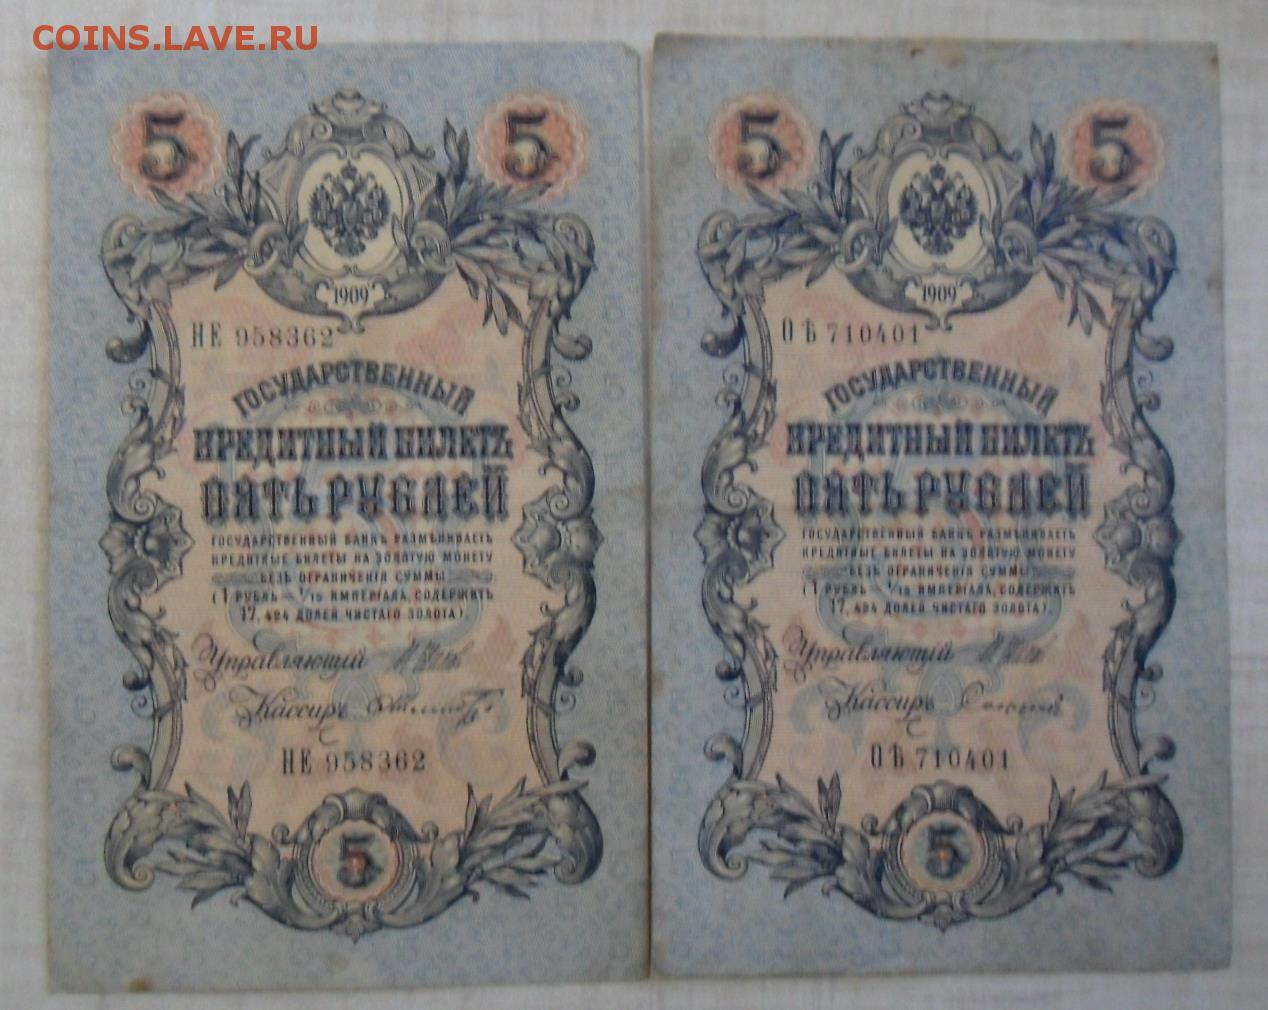 COINS.LAVE.RU
5 5
1909
НЕ 958362
ГОСУДАРСТВЕННЫЙ
КРЕДИТНЫЙ БИЛЕТЪ
ПЯТЬ РУБЛЕЙ
ГОСУДАРСТВЕННЫЙ БАНКЪ РАЗМѢНИВАЕТЪ
КРЕДИТНЫЕ БИЛЕТЫ НА ЗОЛОТУЮ МОНЕТУ
БЕЗЪ ОГРАНИЧЕНІЯ СУММЫ
(1 РУБЛЬ = 1/15 ИМПЕРІАЛА, СОДЕРЖИТЪ
17,424 ДОЛЕЙ ЧИСТАГО ЗОЛОТА).
Управляющій
Кассиръ
НЕ 958362
5
5 5
1909
ОЪ 710401
ГОСУДАРСТВЕННЫЙ
КРЕДИТНЫЙ БИЛЕТЪ
ПЯТЬ РУБЛЕЙ
ГОСУДАРСТВЕННЫЙ БАНКЪ РАЗМѢНИВАЕТЪ
КРЕДИТНЫЕ БИЛЕТЫ НА ЗОЛОТУЮ МОНЕТУ
БЕЗЪ ОГРАНИЧЕНІЯ СУММЫ
(1 РУБЛЬ = 1/15 ИМПЕРІАЛА, СОДЕРЖИТЪ
17,424 ДОЛЕЙ ЧИСТАГО ЗОЛОТА).
Управляющій
Кассиръ
ОЪ 710401
5